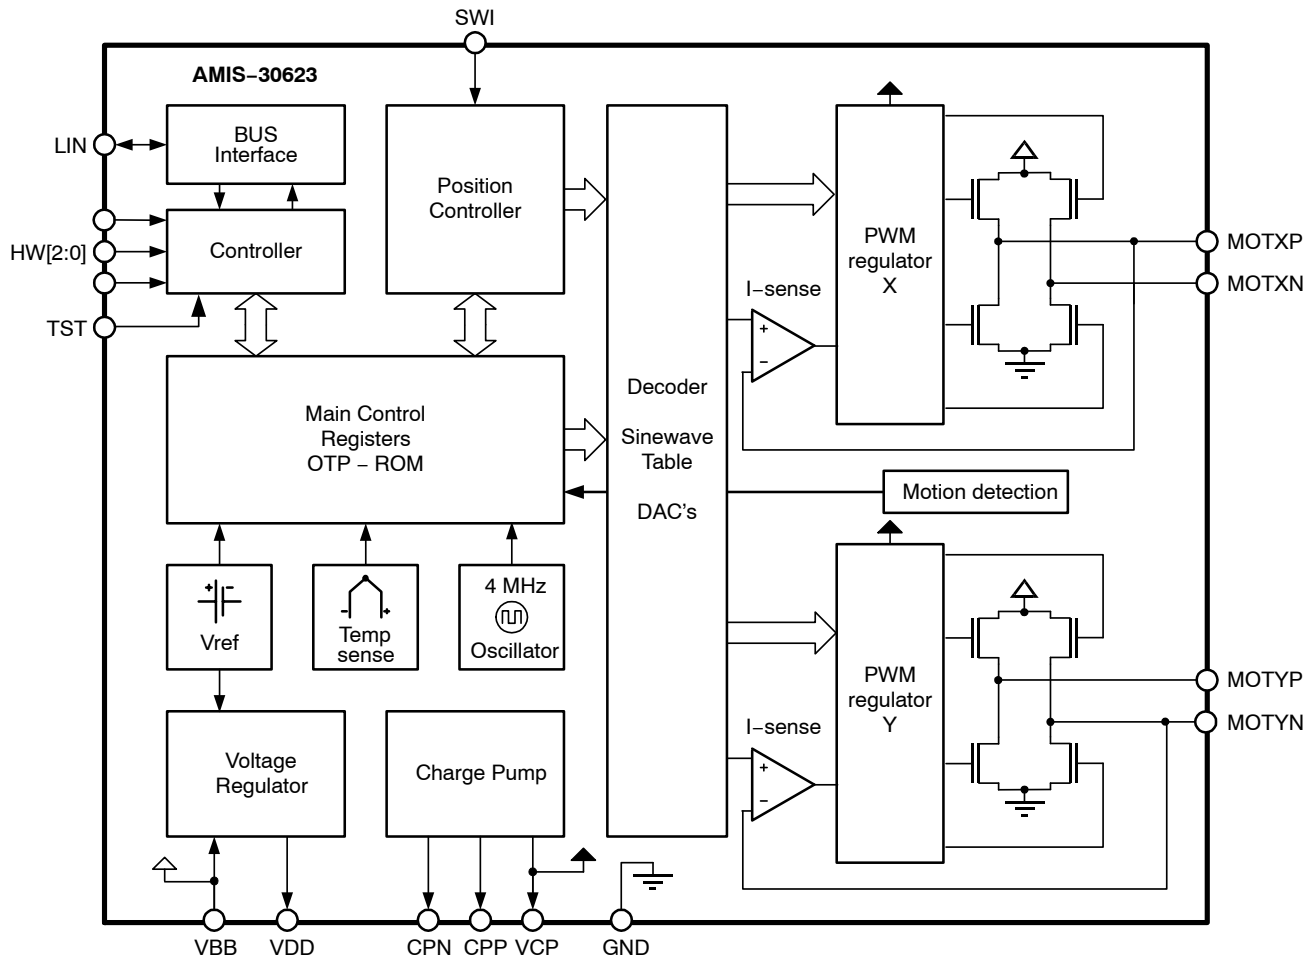 SWI
AMIS–30623
LIN
BUS
Interface
HW[2:0]
Controller
TST
Position
Controller
Main Control
Registers
OTP – ROM
Decoder
Sinewave
Table
DAC's
PWM
regulator
X
I–sense
+
–
MOTXP
MOTXN
Motion detection
+ -
Vref
- +
Temp
sense
4 MHz
Oscillator
PWM
regulator
Y
I–sense
+
–
MOTYP
MOTYN
Voltage
Regulator
Charge Pump
VBB
VDD
CPN
CPP
VCP
GND